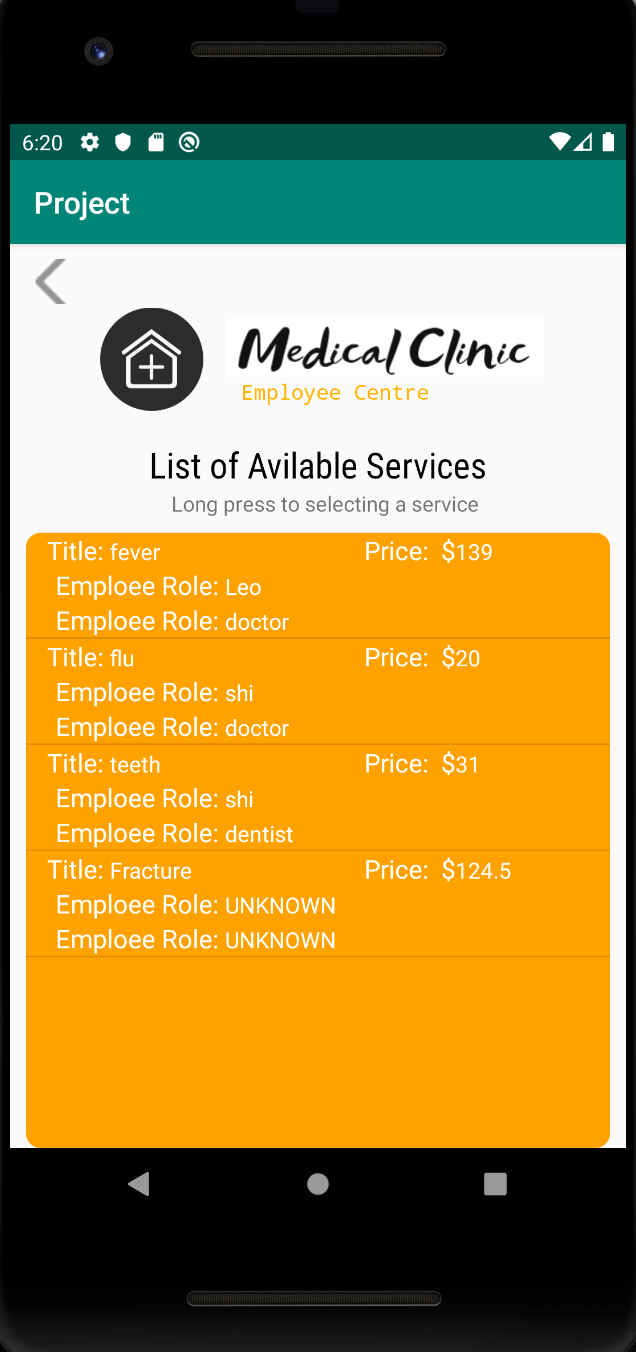 6:20
Project
Medical Clinic
Employee Centre
List of Avilable Services
Long press to selecting a service
Title: fever Price: $139
Emploee Role: Leo
Emploee Role: doctor
Title: flu Price: $20
Emploee Role: shi
Emploee Role: doctor
Title: teeth Price: $31
Emploee Role: shi
Emploee Role: dentist
Title: Fracture Price: $124.5
Emploee Role: UNKNOWN
Emploee Role: UNKNOWN